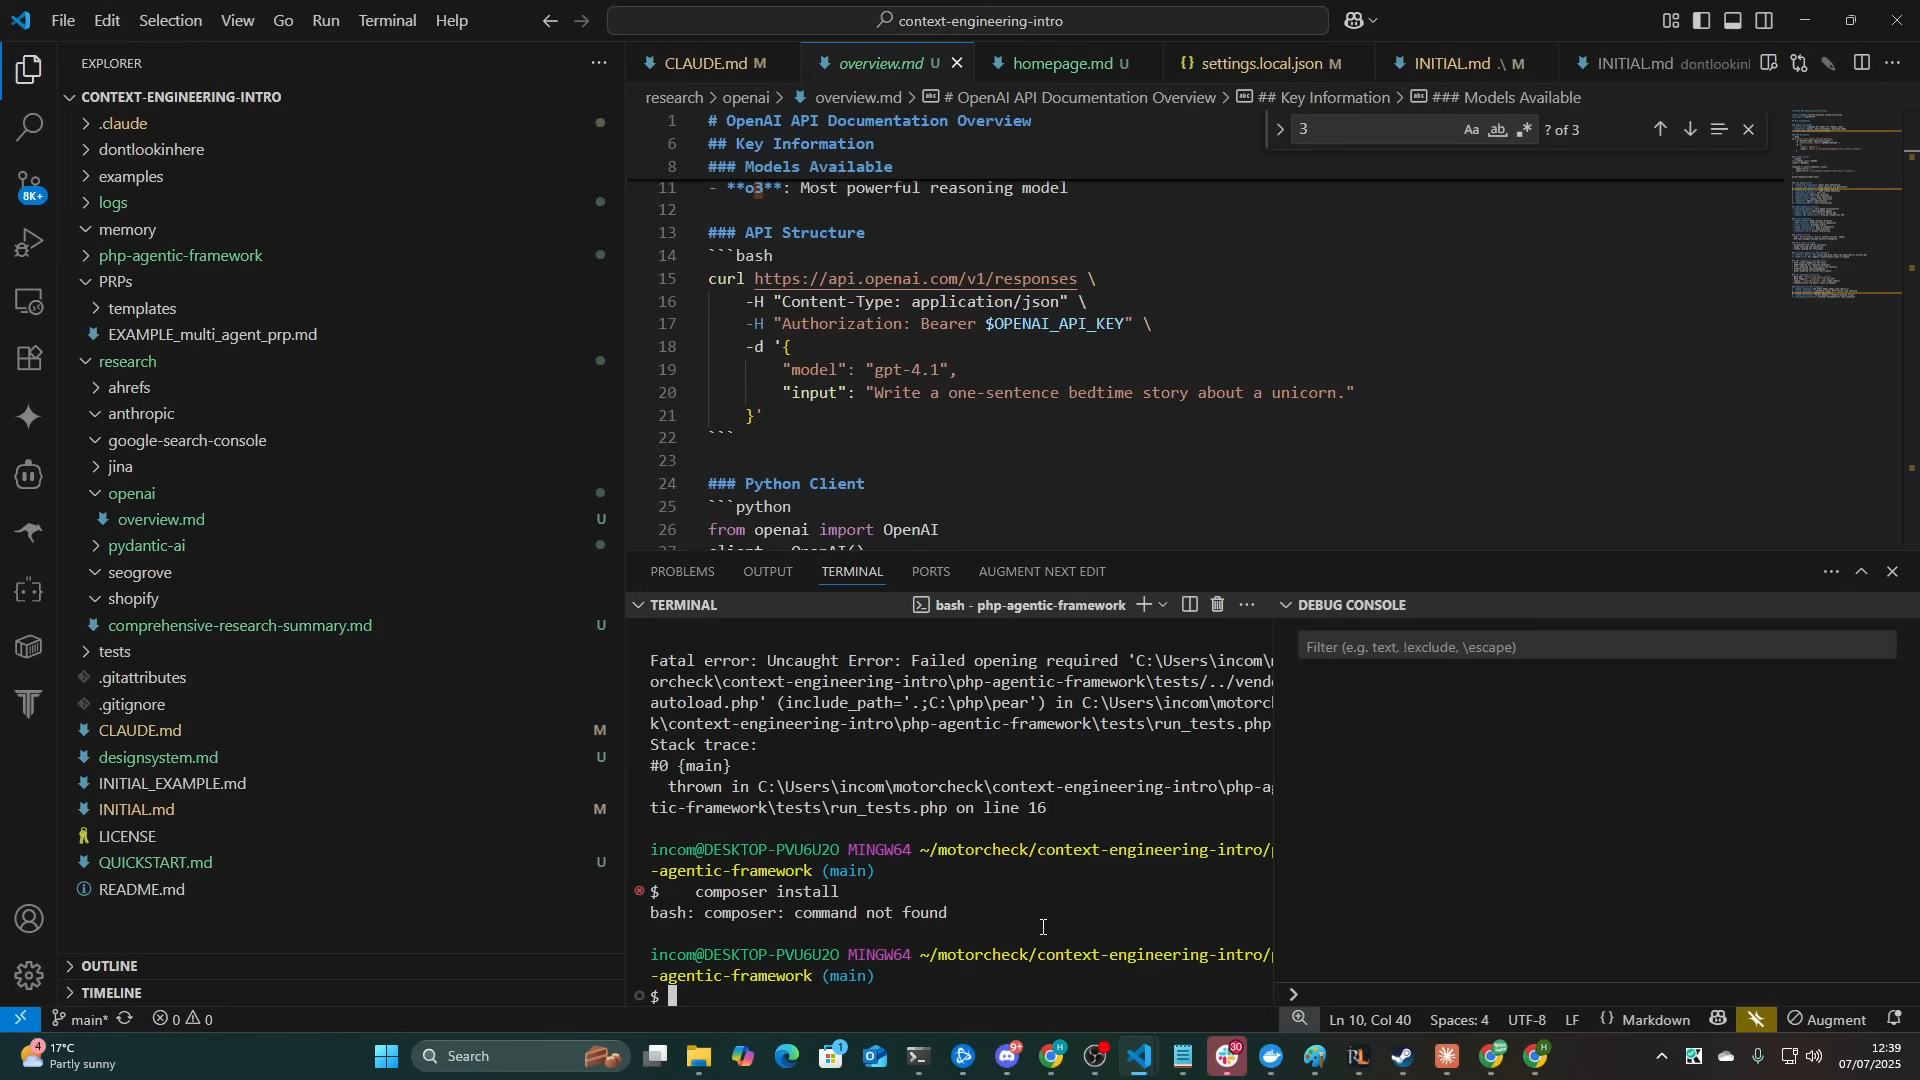 File Edit Selection View Go Run Terminal Help
context-engineering-intro
EXPLORER
CONTEXT-ENGINEERING-INTRO
.claude
dontlookinhere
examples
logs
memory
php-agentic-framework
PRPs
templates
EXAMPLE_multi_agent_prp.md
research
ahrefs
anthropic
google-search-console
jina
openai
overview.md U
pydantic-ai
seogrove
shopify
comprehensive-research-summary.md U
tests
.gitattributes
.gitignore
CLAUDE.md M
designsystem.md U
INITIAL_EXAMPLE.md
INITIAL.md M
LICENSE
QUICKSTART.md U
README.md
OUTLINE
TIMELINE
8K+
CLAUDE.md M overview.md U homepage.md U settings.local.json M INITIAL.md .\ M INITIAL.md dontlookinl
research > openai > overview.md > # OpenAI API Documentation Overview > ## Key Information > ### Models Available
3 Aa ab ? of 3
1 # OpenAI API Documentation Overview
6 ## Key Information
8 ### Models Available
11 - **o3**: Most powerful reasoning model
12
13 ### API Structure
14 ```bash
15 curl https://api.openai.com/v1/responses \
16 -H "Content-Type: application/json" \
17 -H "Authorization: Bearer $OPENAI_API_KEY" \
18 -d '{
19 "model": "gpt-4.1",
20 "input": "Write a one-sentence bedtime story about a unicorn."
21 }'
22 ```
23
24 ### Python Client
25 ```python
26 from openai import OpenAI
27 client = OpenAI()
PROBLEMS OUTPUT TERMINAL PORTS AUGMENT NEXT EDIT
TERMINAL
bash - php-agentic-framework
DEBUG CONSOLE
Filter (e.g. text, !exclude, \escape)
Fatal error: Uncaught Error: Failed opening required 'C:\Users\incom\m
orcheck\context-engineering-intro\php-agentic-framework\tests/../vend
autoload.php' (include_path='.;C:\php\pear') in C:\Users\incom\motorc
k\context-engineering-intro\php-agentic-framework\tests\run_tests.php
Stack trace:
#0 {main}
thrown in C:\Users\incom\motorcheck\context-engineering-intro\php-ag
tic-framework\tests\run_tests.php on line 16
incom@DESKTOP-PVU6U2O MINGW64 ~/motorcheck/context-engineering-intro/p
-agentic-framework (main)
$ composer install
bash: composer: command not found
incom@DESKTOP-PVU6U2O MINGW64 ~/motorcheck/context-engineering-intro/p
-agentic-framework (main)
$
main* 0 0
Ln 10, Col 40 Spaces: 4 UTF-8 LF {} Markdown Augment
4
17°C
Partly sunny
Search
1
9+
30
12:39
07/07/2025